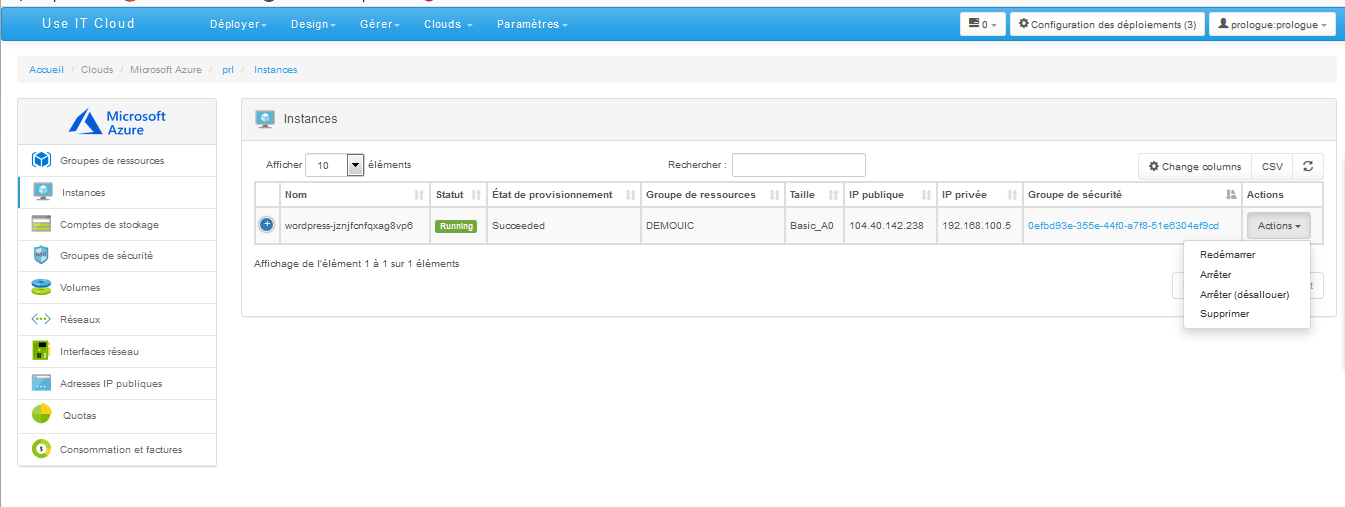 Use IT Cloud Déployer Design Gérer Clouds Paramètres 0 Configuration des déploiements (3) prologue:prologue
Accueil / Clouds / Microsoft Azure / prl / Instances
Microsoft
Azure
Groupes de ressources
Instances
Comptes de stockage
Groupes de sécurité
Volumes
Réseaux
Interfaces réseau
Adresses IP publiques
Quotas
Consommation et factures
Instances
Afficher 10 éléments Rechercher : Change columns CSV
Nom Statut État de provisionnement Groupe de ressources Taille IP publique IP privée Groupe de sécurité Actions
wordpress-jznjfcnfqxag8vp6 Running Succeeded DEMOUIC Basic_A0 104.40.142.238 192.168.100.5 0efbd93e-355e-44f0-a7f8-51e6304ef9cd Actions
Affichage de l'élément 1 à 1 sur 1 éléments
Redémarrer
Arrêter
Arrêter (désallouer)
Supprimer